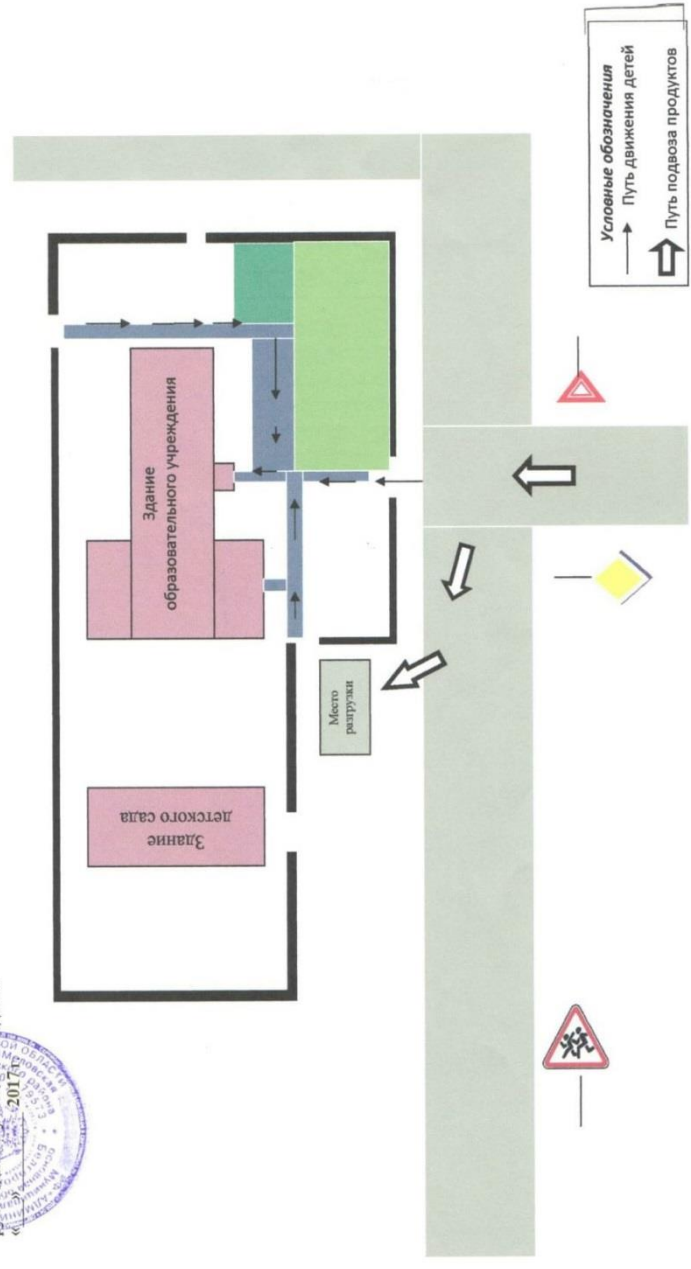 2017 г.
Здание
образовательного учреждения
Здание
детского сада
Место
разгрузки
Условные обозначения
Путь движения детей
Путь подвоза продуктов